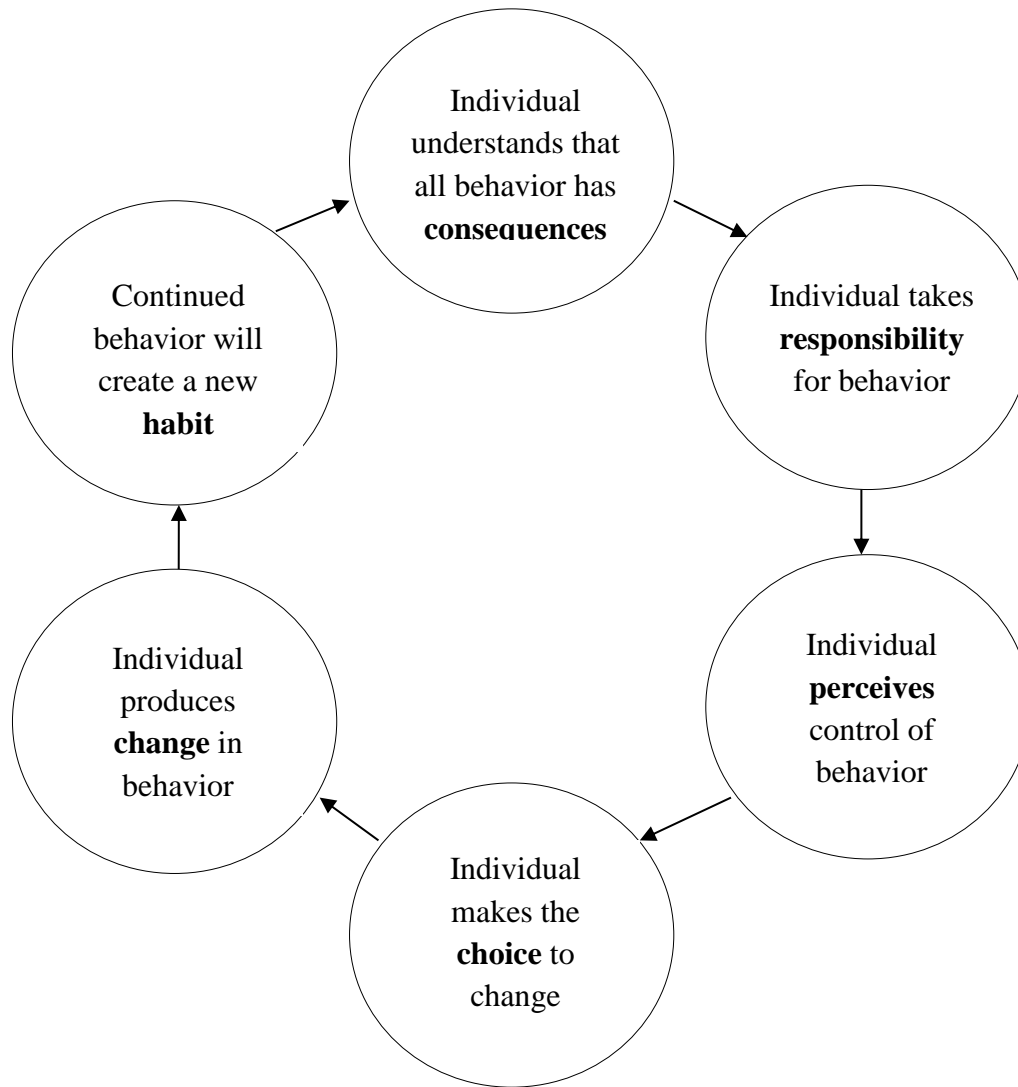 Individual
understands that
all behavior has
consequences
Individual takes
responsibility
for behavior
Individual
perceives
control of
behavior
Individual
makes the
choice to
change
Individual
produces
change in
behavior
Continued
behavior will
create a new
habit